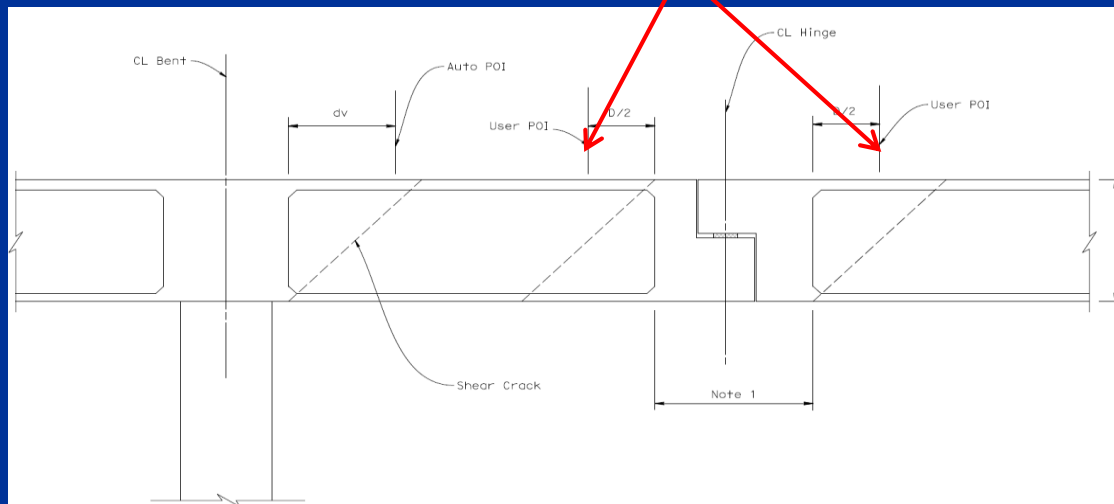 CL Hinge
CL Bent
Auto POI
dv
D/2
User POI
D/2
User POI
Shear Crack
Note 1